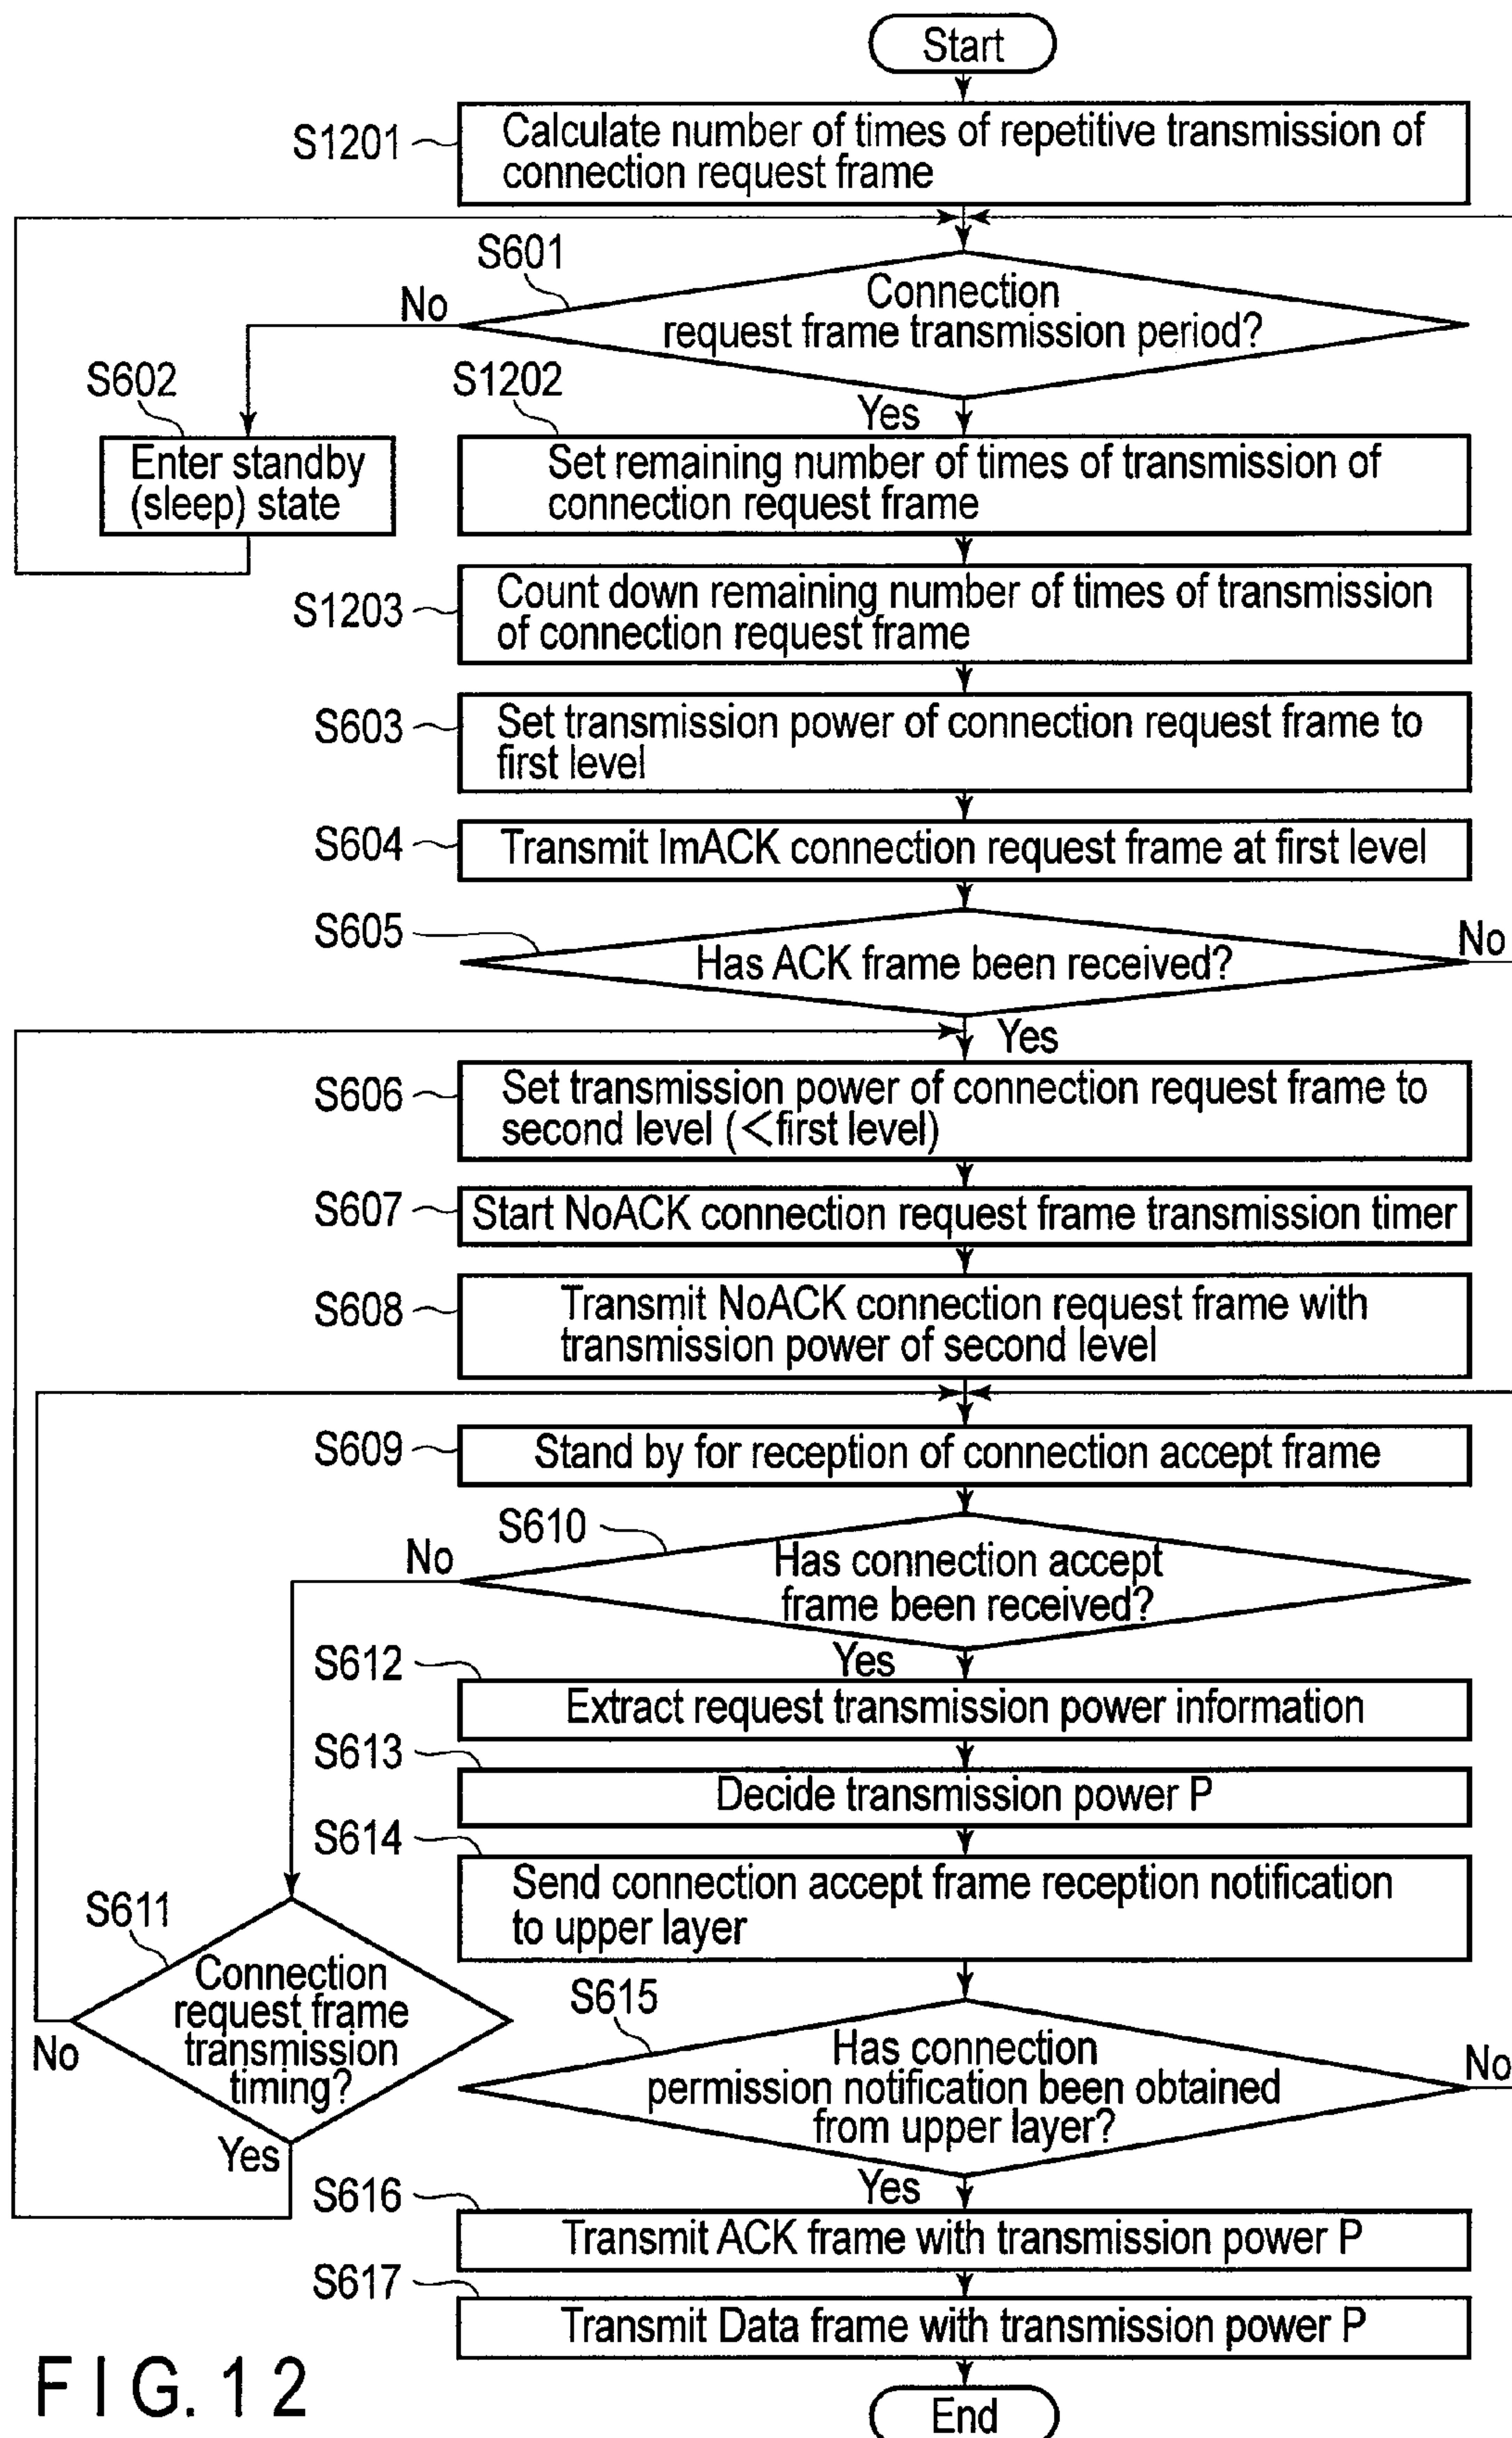 Start
S1201
Calculate number of times of repetitive transmission of
connection request frame
S601
No
Connection
request frame transmission period?
S602
S1202
Yes
Enter standby
(sleep) state
Set remaining number of times of transmission of
connection request frame
S1203
Count down remaining number of times of transmission
of connection request frame
S603
Set transmission power of connection request frame to
first level
S604
Transmit ImACK connection request frame at first level
S605
No
Has ACK frame been received?
Yes
S606
Set transmission power of connection request frame to
second level (<first level)
S607
Start NoACK connection request frame transmission timer
S608
Transmit NoACK connection request frame with
transmission power of second level
S609
Stand by for reception of connection accept frame
S610
No
Has connection accept
frame been received?
S612
Yes
Extract request transmission power information
S613
Decide transmission power P
S614
Send connection accept frame reception notification
to upper layer
S611
Connection
request frame
transmission
timing?
No
Yes
S615
Has connection
permission notification been obtained
from upper layer?
No
Yes
S616
Transmit ACK frame with transmission power P
S617
Transmit Data frame with transmission power P
FIG. 12
End